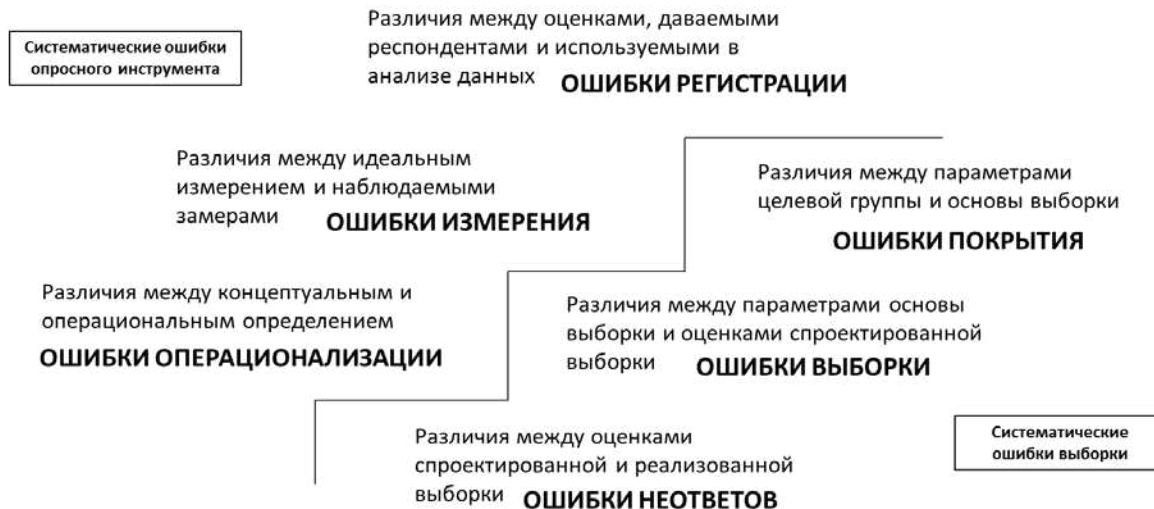 Систематические ошибки
опросного инструмента
Различия между оценками, даваемыми
респондентами и используемыми в
анализе данных ОШИБКИ РЕГИСТРАЦИИ
Различия между идеальным
измерением и наблюдаемыми
замерами ОШИБКИ ИЗМЕРЕНИЯ
Различия между параметрами
целевой группы и основы выборки
ОШИБКИ ПОКРЫТИЯ
Различия между концептуальным и
операциональным определением
ОШИБКИ ОПЕРАЦИОНАЛИЗАЦИИ
Различия между параметрами основы
выборки и оценками спроектированной
выборки ОШИБКИ ВЫБОРКИ
Различия между оценками
спроектированной и реализованной
выборки ОШИБКИ НЕОТВЕТОВ
Систематические
ошибки выборки